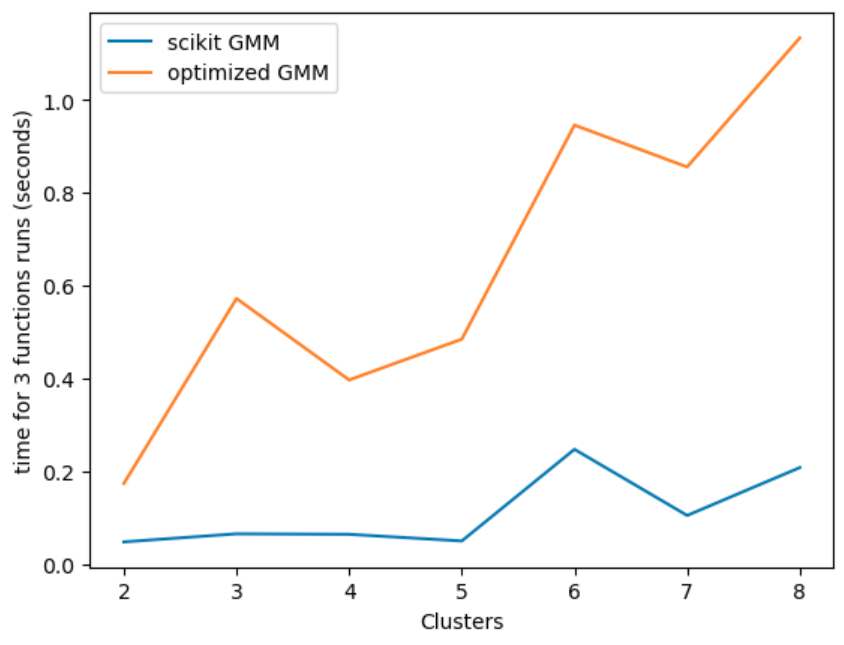 scikit GMM
optimized GMM
time for 3 functions runs (seconds)
1.0
0.8
0.6
0.4
0.2
0.0
2 3 4 5 6 7 8
Clusters